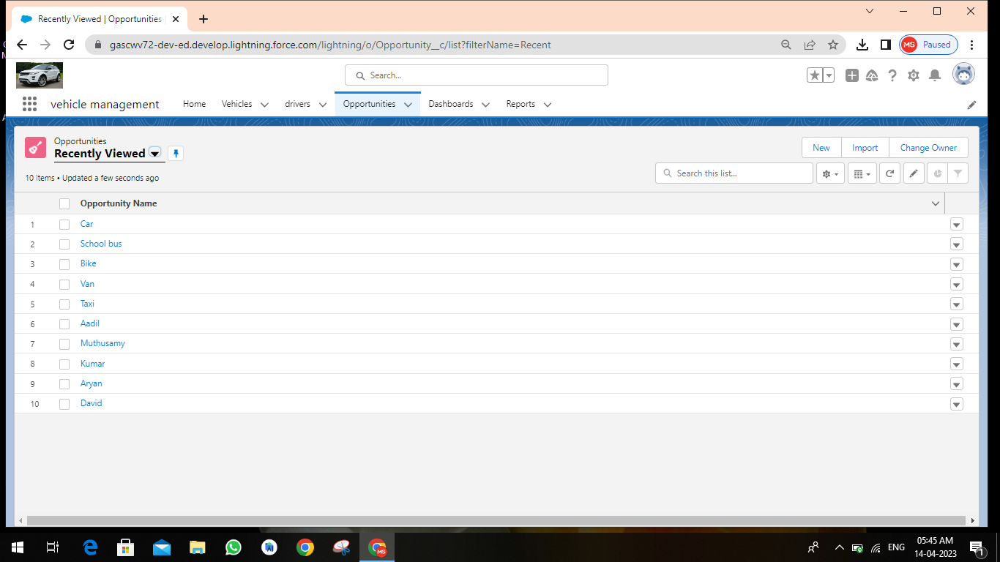 Recently Viewed | Opportunities
gascwv72-dev-ed.develop.lightning.force.com/lightning/o/Opportunity__c/list?filterName=Recent
MS Paused
Search...
vehicle management
Home Vehicles drivers Opportunities Dashboards Reports
Opportunities
Recently Viewed
New Import Change Owner
10 items • Updated a few seconds ago
Search this list...
Opportunity Name
1 Car
2 School bus
3 Bike
4 Van
5 Taxi
6 Aadil
7 Muthusamy
8 Kumar
9 Aryan
10 David
MS
ENG
05:45 AM
14-04-2023
1